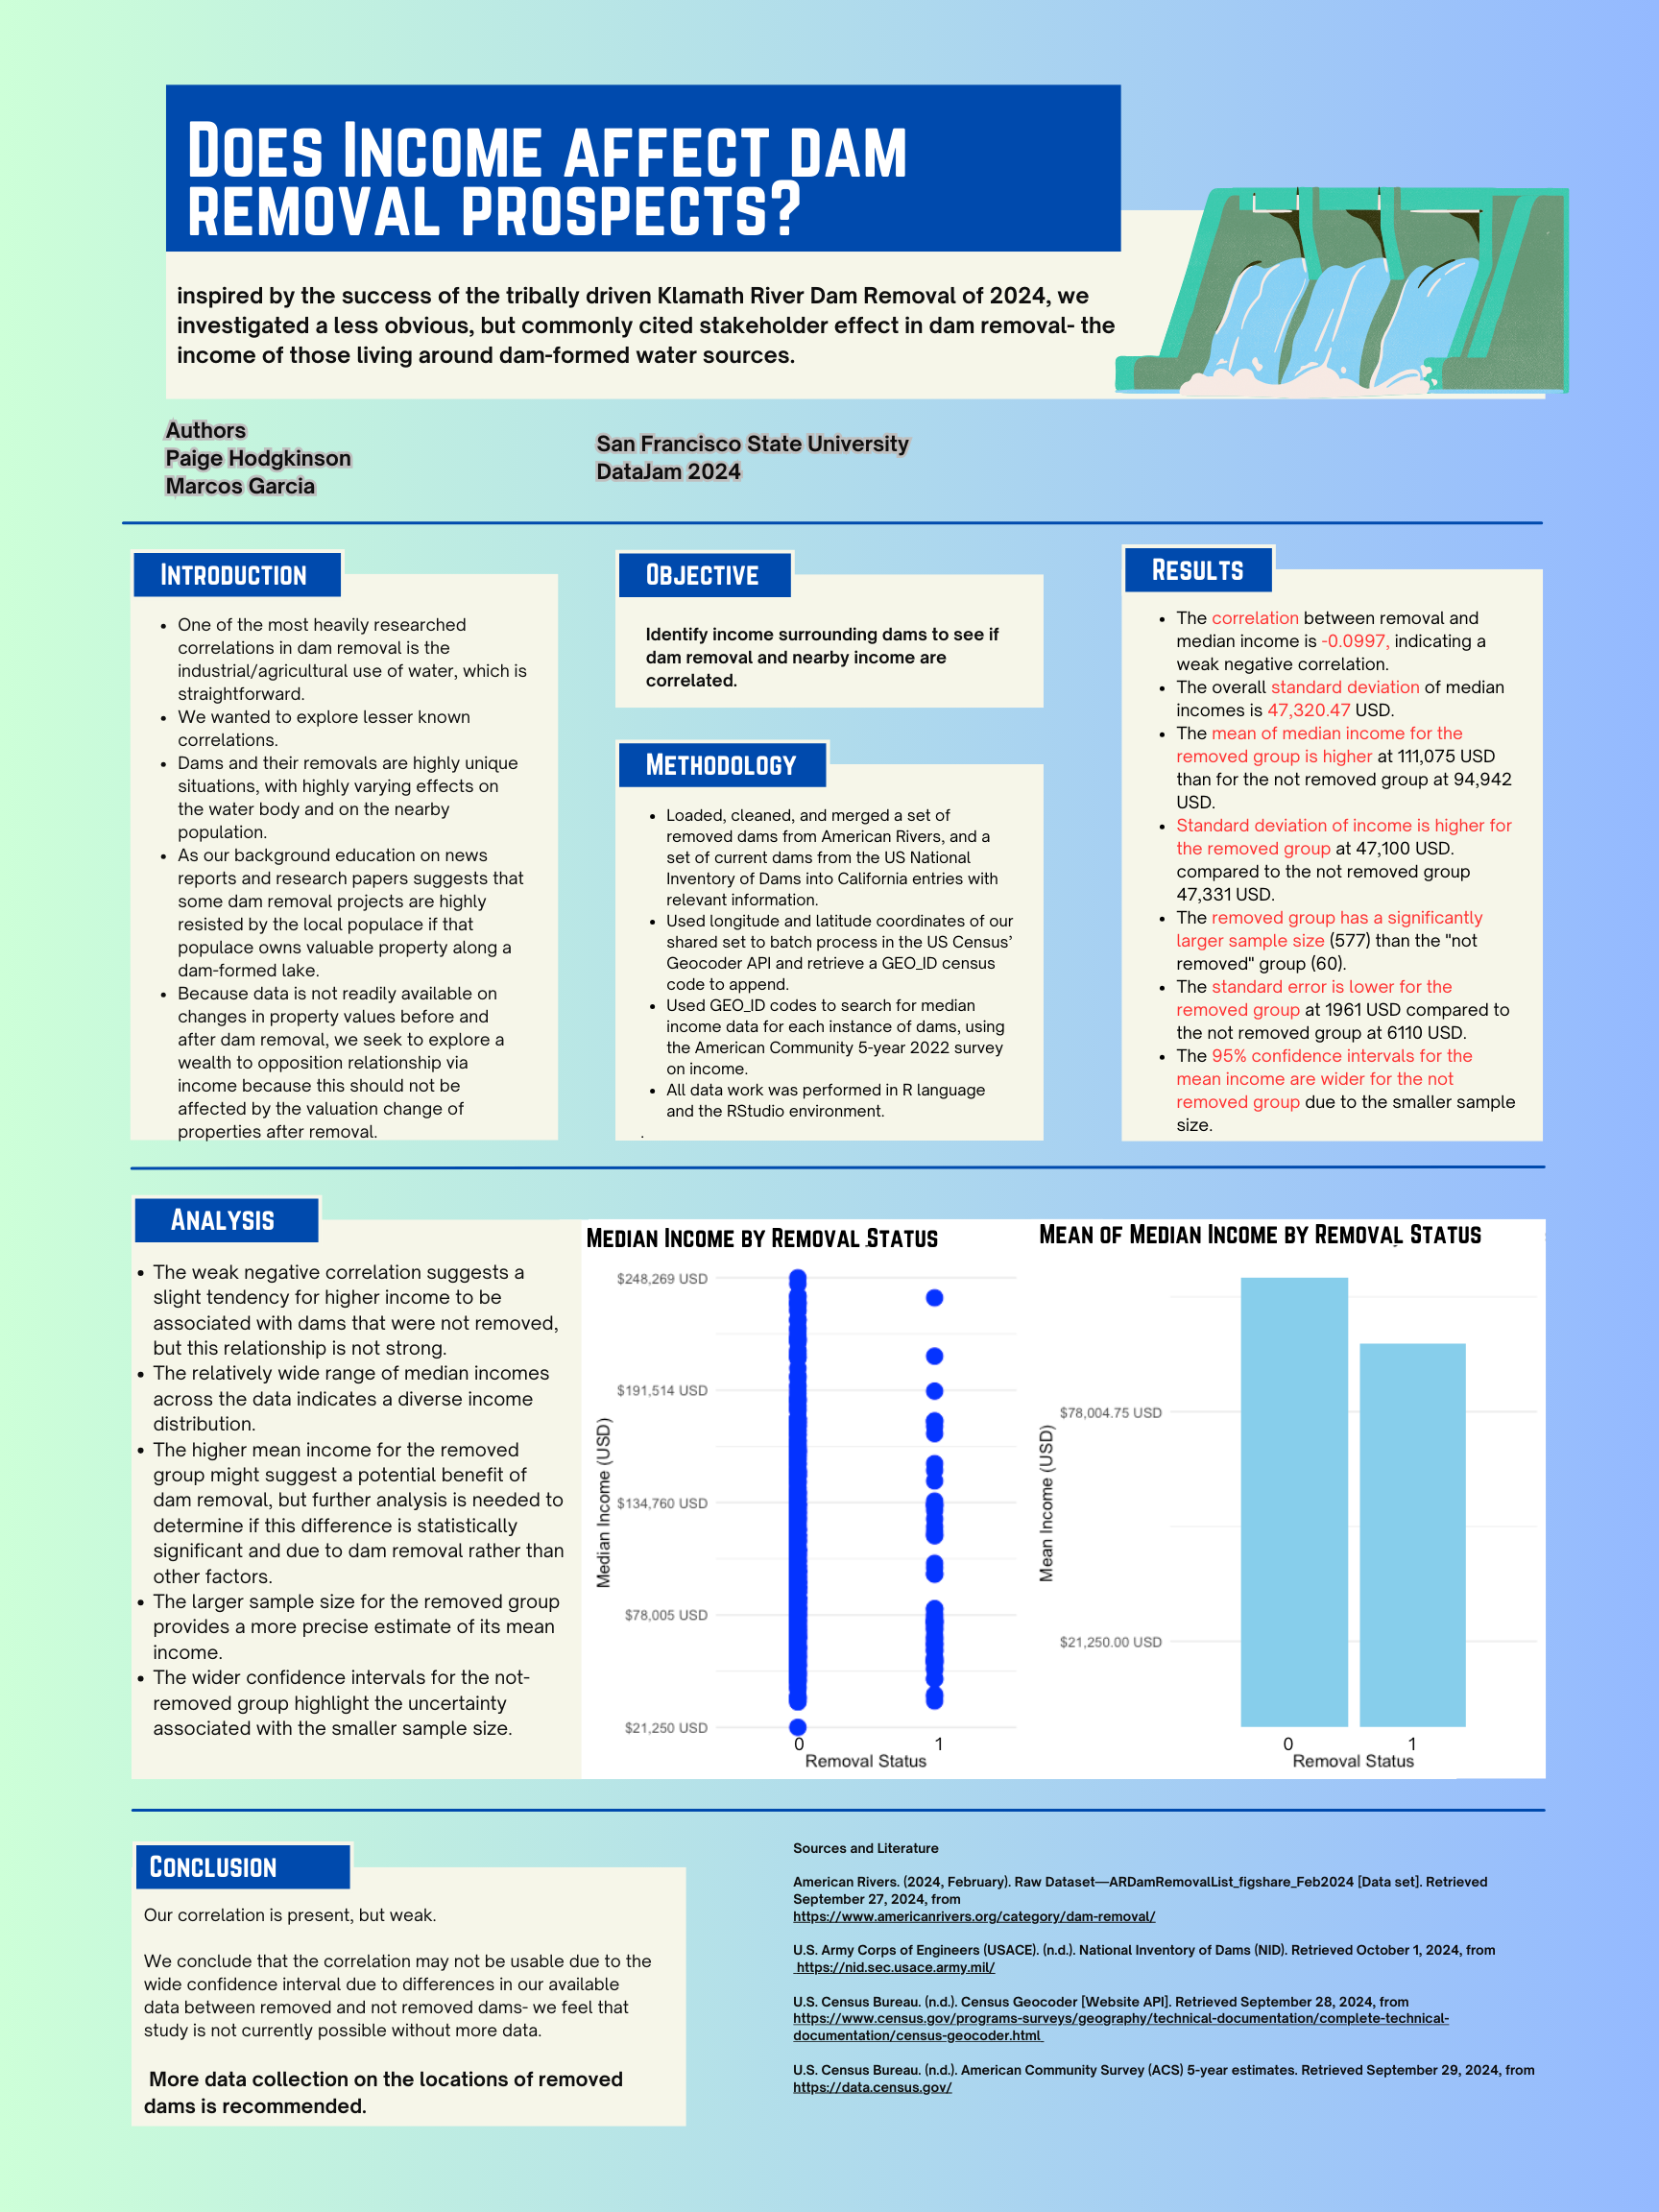 Does Income affect dam
removal prospects?
inspired by the success of the tribally driven Klamath River Dam Removal of 2024, we
investigated a less obvious, but commonly cited stakeholder effect in dam removal- the
income of those living around dam-formed water sources.
Authors
Paige Hodgkinson
Marcos Garcia
San Francisco State University
DataJam 2024
Introduction
• One of the most heavily researched
correlations in dam removal is the
industrial/agricultural use of water, which is
straightforward.
• We wanted to explore lesser known
correlations.
• Dams and their removals are highly unique
situations, with highly varying effects on
the water body and on the nearby
population.
• As our background education on news
reports and research papers suggests that
some dam removal projects are highly
resisted by the local populace if that
populace owns valuable property along a
dam-formed lake.
• Because data is not readily available on
changes in property values before and
after dam removal, we seek to explore a
wealth to opposition relationship via
income because this should not be
affected by the valuation change of
properties after removal.
Objective
Identify income surrounding dams to see if
dam removal and nearby income are
correlated.
Methodology
• Loaded, cleaned, and merged a set of
removed dams from American Rivers, and a
set of current dams from the US National
Inventory of Dams into California entries with
relevant information.
• Used longitude and latitude coordinates of our
shared set to batch process in the US Census'
Geocoder API and retrieve a GEO_ID census
code to append.
• Used GEO_ID codes to search for median
income data for each instance of dams, using
the American Community 5-year 2022 survey
on income.
• All data work was performed in R language
and the RStudio environment.
.
Results
• The correlation between removal and
median income is -0.0997, indicating a
weak negative correlation.
• The overall standard deviation of median
incomes is 47,320.47 USD.
• The mean of median income for the
removed group is higher at 111,075 USD
than for the not removed group at 94,942
USD.
• Standard deviation of income is higher for
the removed group at 47,100 USD.
compared to the not removed group
47,331 USD.
• The removed group has a significantly
larger sample size (577) than the "not
removed" group (60).
• The standard error is lower for the
removed group at 1961 USD compared to
the not removed group at 6110 USD.
• The 95% confidence intervals for the
mean income are wider for the not
removed group due to the smaller sample
size.
Analysis
• The weak negative correlation suggests a
slight tendency for higher income to be
associated with dams that were not removed,
but this relationship is not strong.
• The relatively wide range of median incomes
across the data indicates a diverse income
distribution.
• The higher mean income for the removed
group might suggest a potential benefit of
dam removal, but further analysis is needed to
determine if this difference is statistically
significant and due to dam removal rather than
other factors.
• The larger sample size for the removed group
provides a more precise estimate of its mean
income.
• The wider confidence intervals for the not-
removed group highlight the uncertainty
associated with the smaller sample size.
Median Income by Removal Status
Median Income (USD)
$248,269 USD
$191,514 USD
$134,760 USD
$78,005 USD
$21,250 USD
0 1
Removal Status
Mean of Median Income by Removal Status
Mean Income (USD)
$78,004.75 USD
$21,250.00 USD
0 1
Removal Status
Conclusion
Our correlation is present, but weak.
We conclude that the correlation may not be usable due to the
wide confidence interval due to differences in our available
data between removed and not removed dams- we feel that
study is not currently possible without more data.
More data collection on the locations of removed
dams is recommended.
Sources and Literature
American Rivers. (2024, February). Raw Dataset—ARDamRemovalList_figshare_Feb2024 [Data set]. Retrieved
September 27, 2024, from
https://www.americanrivers.org/category/dam-removal/
U.S. Army Corps of Engineers (USACE). (n.d.). National Inventory of Dams (NID). Retrieved October 1, 2024, from
https://nid.sec.usace.army.mil/
U.S. Census Bureau. (n.d.). Census Geocoder [Website API]. Retrieved September 28, 2024, from
https://www.census.gov/programs-surveys/geography/technical-documentation/complete-technical-
documentation/census-geocoder.html
U.S. Census Bureau. (n.d.). American Community Survey (ACS) 5-year estimates. Retrieved September 29, 2024, from
https://data.census.gov/